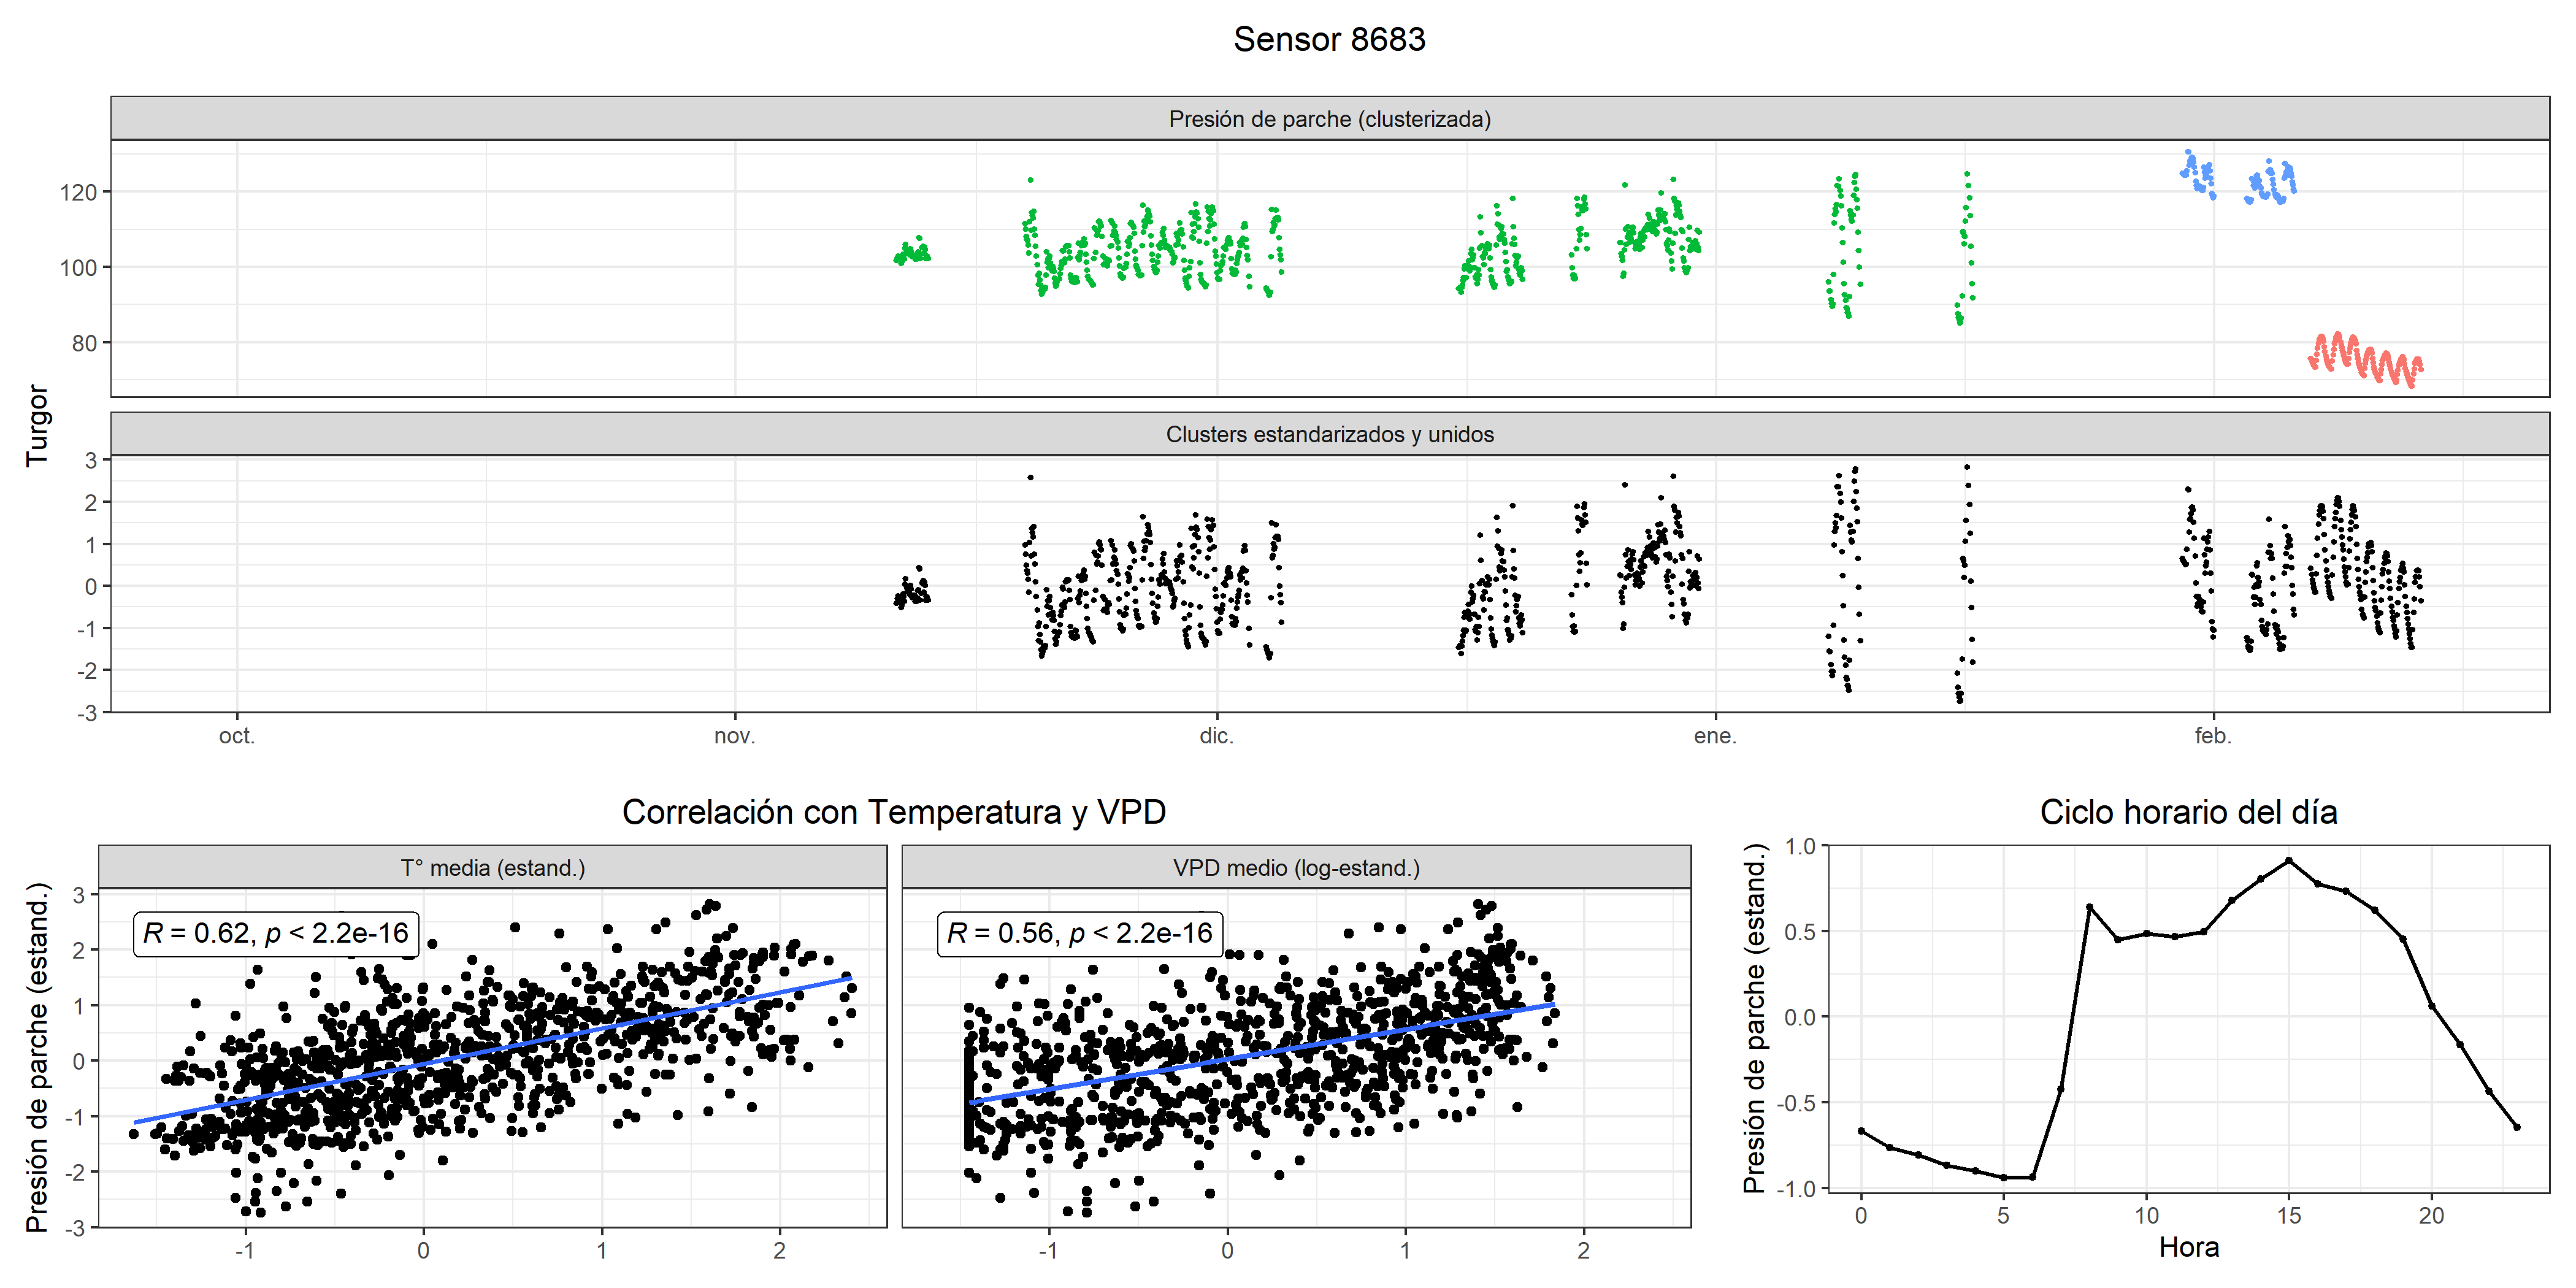 Sensor 8683
Presión de parche (clusterizada)
120
100
80
Turgor
Clusters estandarizados y unidos
3
2
1
0
-1
-2
-3
oct.
nov.
dic.
ene.
feb.
Correlación con Temperatura y VPD
T° media (estand.)
VPD medio (log-estand.)
Presión de parche (estand.)
3
2
1
0
-1
-2
-3
R = 0.62, p < 2.2e-16
R = 0.56, p < 2.2e-16
-1
0
1
2
-1
0
1
2
Ciclo horario del día
Presión de parche (estand.)
1.0
0.5
0.0
-0.5
-1.0
0
5
10
15
20
Hora